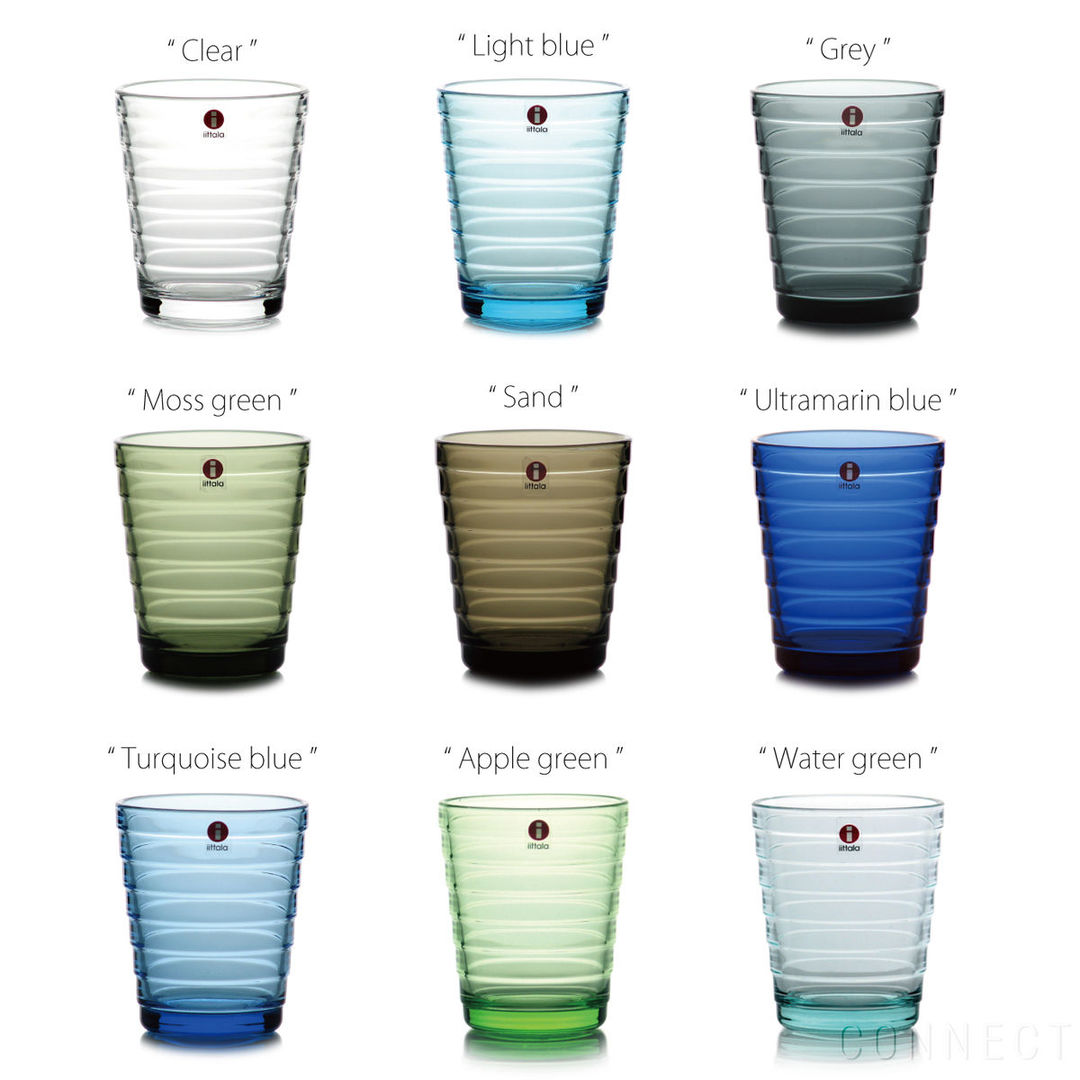 “ Clear ”
“ Light blue ”
“ Grey ”
iittala
iittala
iittala
“ Moss green ”
“ Sand ”
“ Ultramarin blue ”
iittala
iittala
iittala
“ Turquoise blue ”
“ Apple green ”
“ Water green ”
iittala
iittala
iittala
CONNECT